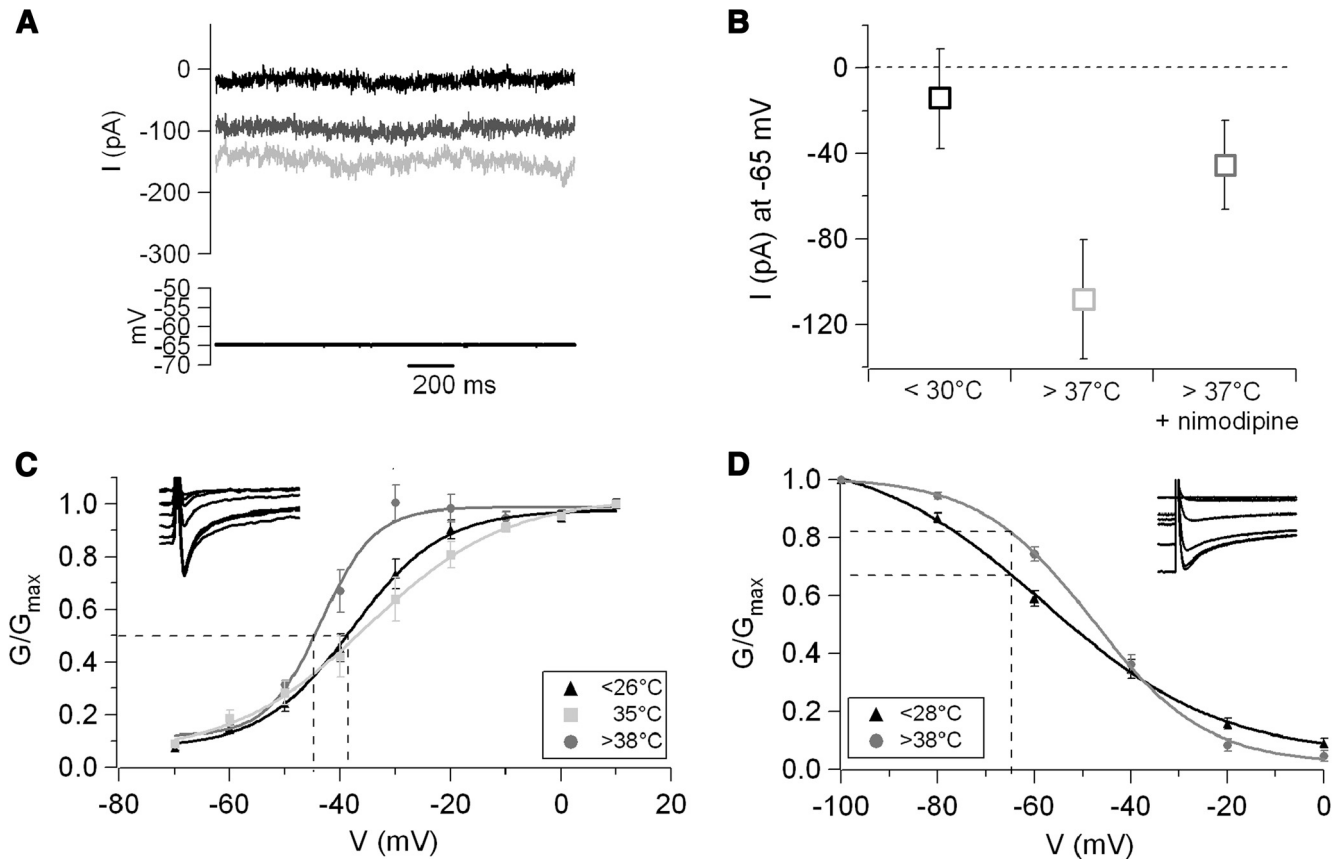 A
0
-100
-200
-300
I (pA)
-50
-55
-60
-65
-70
mV
200 ms
B
0
-40
-80
-120
I (pA) at -65 mV
< 30°C
> 37°C
> 37°C
+ nimodipine
C
1.0
0.8
0.6
0.4
0.2
0.0
G/Gmax
<26°C
35°C
>38°C
-80 -60 -40 -20 0 20
V (mV)
D
1.0
0.8
0.6
0.4
0.2
0.0
G/Gmax
<28°C
>38°C
-100 -80 -60 -40 -20 0
V (mV)